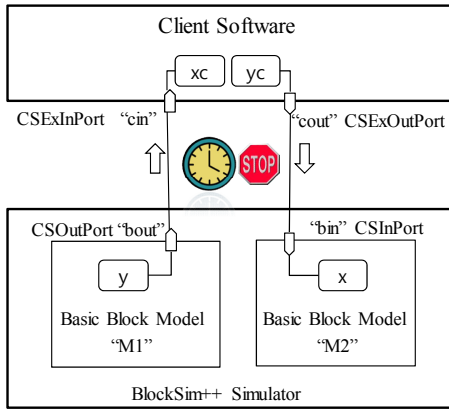 Client Software
xc yc
CSExInPort “cin” “cout” CSExOutPort
STOP
CSOutPort “bout” “bin” CSInPort
y x
Basic Block Model Basic Block Model
“M1” “M2”
BlockSim++ Simulator